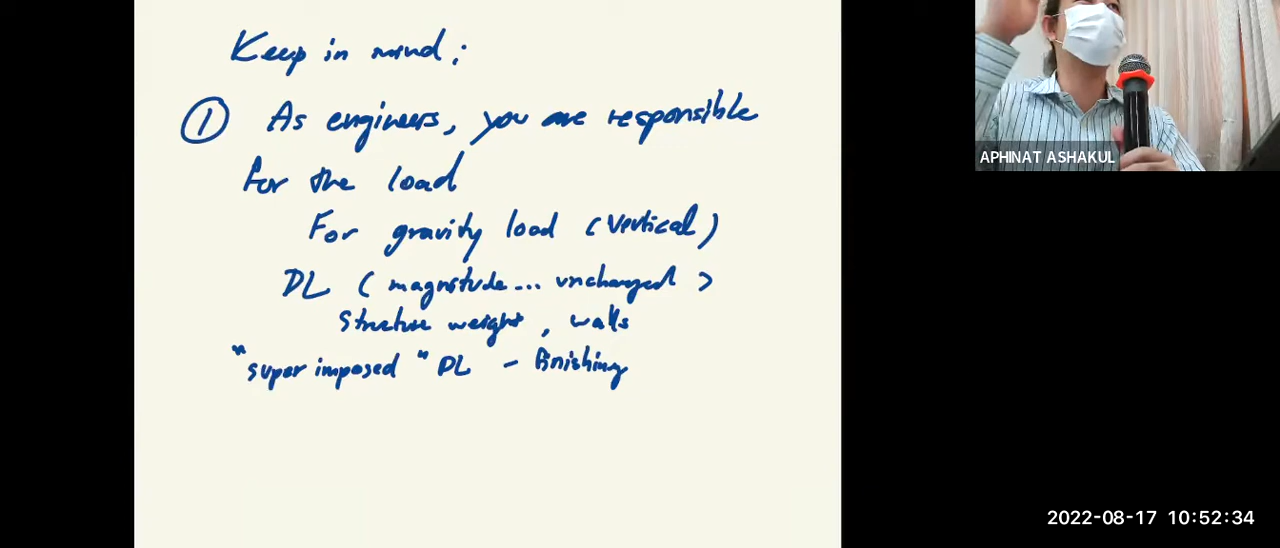 Keep in mind ;
① As engineers, you are responsible
for the load
For gravity load (vertical)
DL ( magnitude... unchanged )
Structure weight , walls
"super imposed" DL - finishing
APHINAT ASHAKUL
2022-08-17 10:52:34